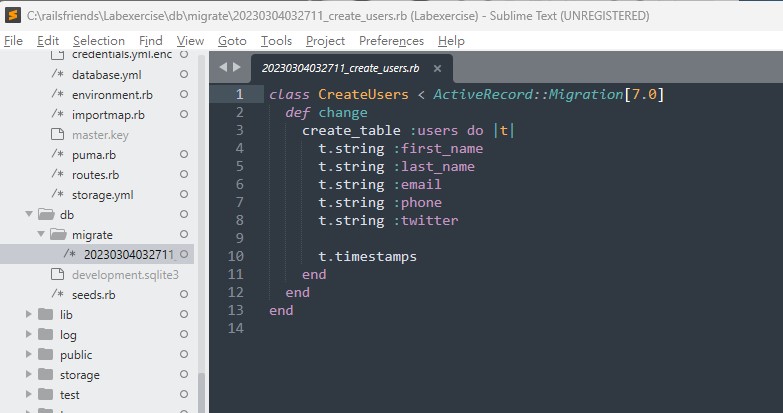 C:\railsfriends\Labexercise\db\migrate\20230304032711_create_users.rb (Labexercise) - Sublime Text (UNREGISTERED)
File Edit Selection Find View Goto Tools Project Preferences Help
credentials.yml.enc
/* database.yml
/* environment.rb
/* importmap.rb
master.key
/* puma.rb
/* routes.rb
/* storage.yml
db
migrate
/* 20230304032711_
development.sqlite3
/* seeds.rb
lib
log
public
storage
test
20230304032711_create_users.rb ×
1 class CreateUsers < ActiveRecord::Migration[7.0]
2 def change
3 create_table :users do |t|
4 t.string :first_name
5 t.string :last_name
6 t.string :email
7 t.string :phone
8 t.string :twitter
9
10 t.timestamps
11 end
12 end
13 end
14